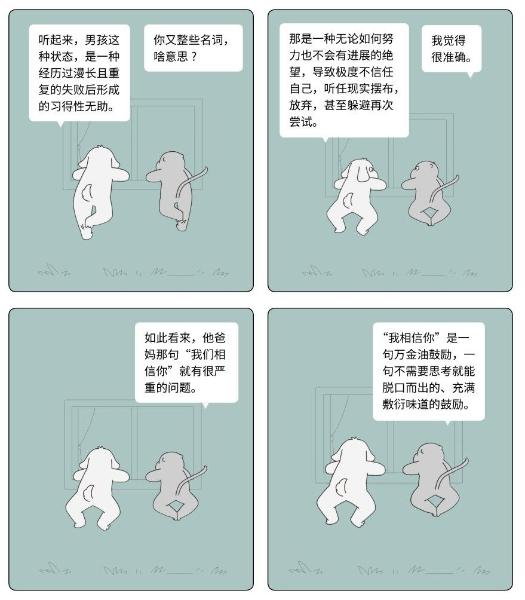 听起来，男孩这
种状态，是一种
经历过漫长且重
复的失败后形成
的习得性无助。
你又整些名词，
啥意思？
那是一种无论如何努
力也不会有进展的绝
望，导致极度不信任
自己，听任现实摆布，
放弃，甚至躲避再次
尝试。
我觉得
很准确。
如此看来，他爸
妈那句“我们相
信你”就有很严
重的问题。
“我相信你”是一
句万金油鼓励，一
句不需要思考就能
脱口而出的、充满
敷衍味道的鼓励。